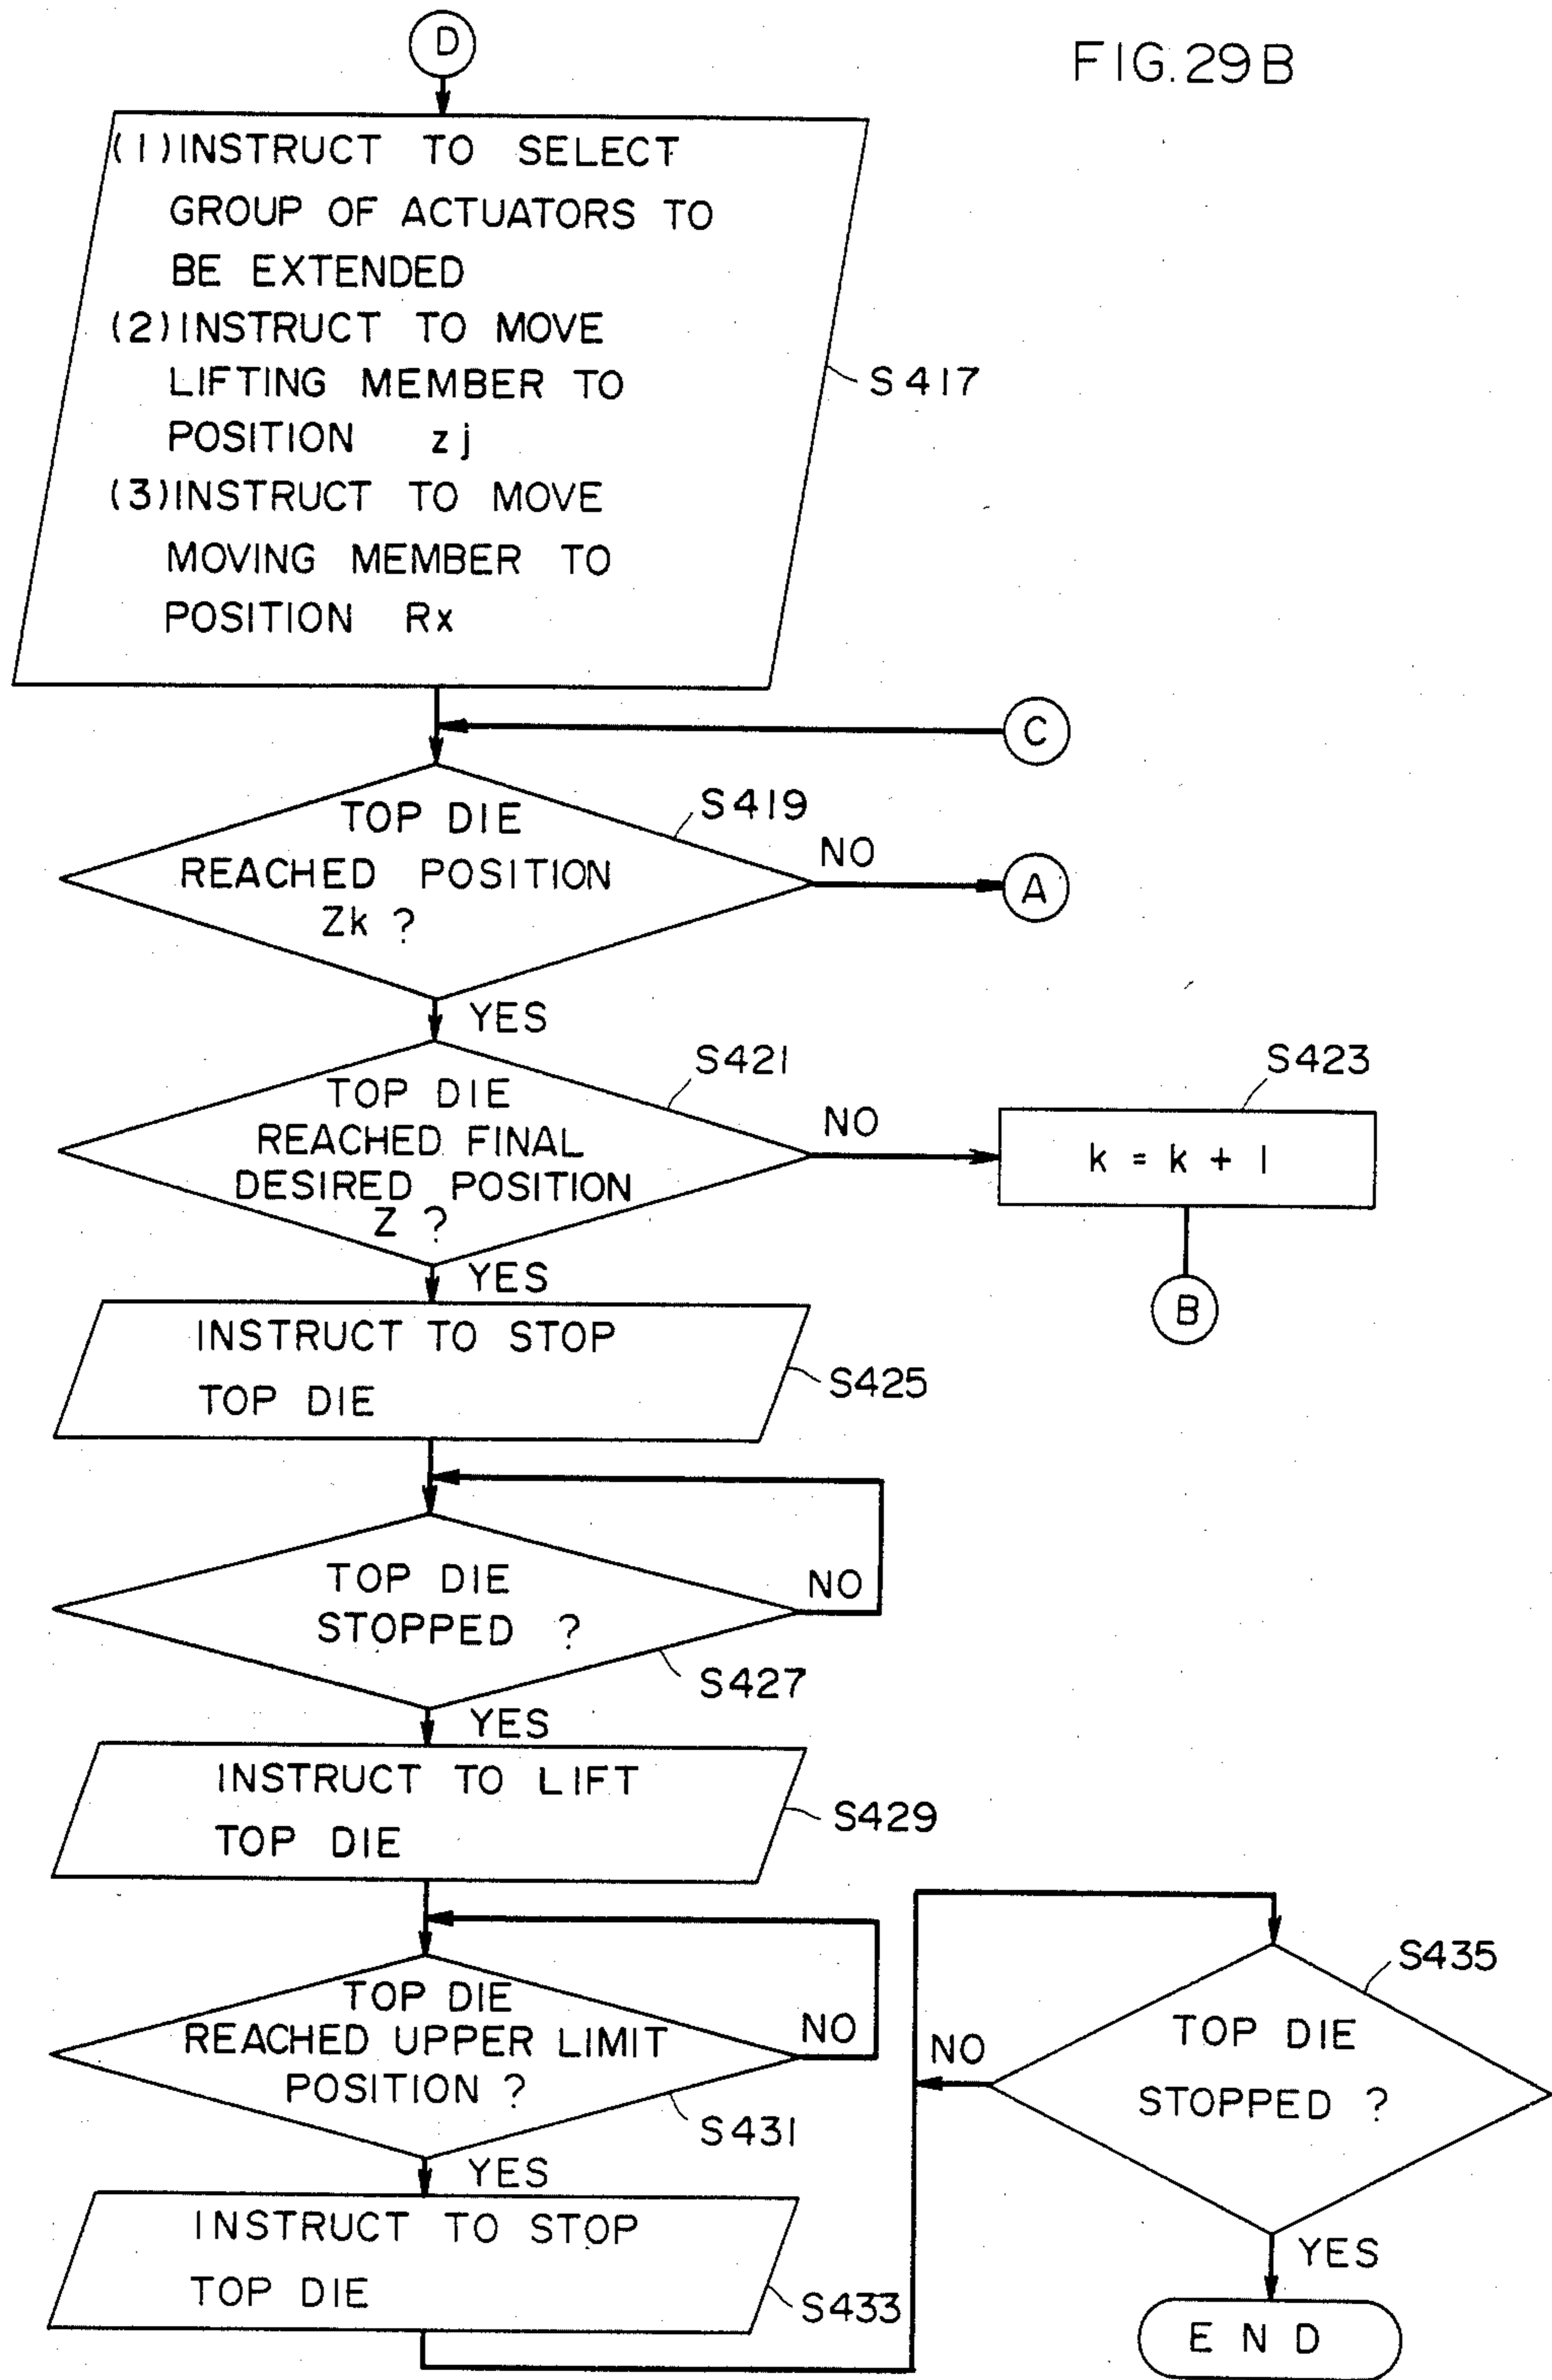 FIG. 29B
D
(1) INSTRUCT TO SELECT
GROUP OF ACTUATORS TO
BE EXTENDED
(2) INSTRUCT TO MOVE
LIFTING MEMBER TO
POSITION zj
(3) INSTRUCT TO MOVE
MOVING MEMBER TO
POSITION Rx
S417
C
TOP DIE
REACHED POSITION
Zk ?
S419
NO
A
YES
TOP DIE
REACHED FINAL
DESIRED POSITION
Z ?
S421
NO
S423
k = k + 1
B
YES
INSTRUCT TO STOP
TOP DIE
S425
TOP DIE
STOPPED ?
NO
S427
YES
INSTRUCT TO LIFT
TOP DIE
S429
TOP DIE
REACHED UPPER LIMIT
POSITION ?
NO
S431
YES
INSTRUCT TO STOP
TOP DIE
S433
S435
TOP DIE
STOPPED ?
NO
YES
END